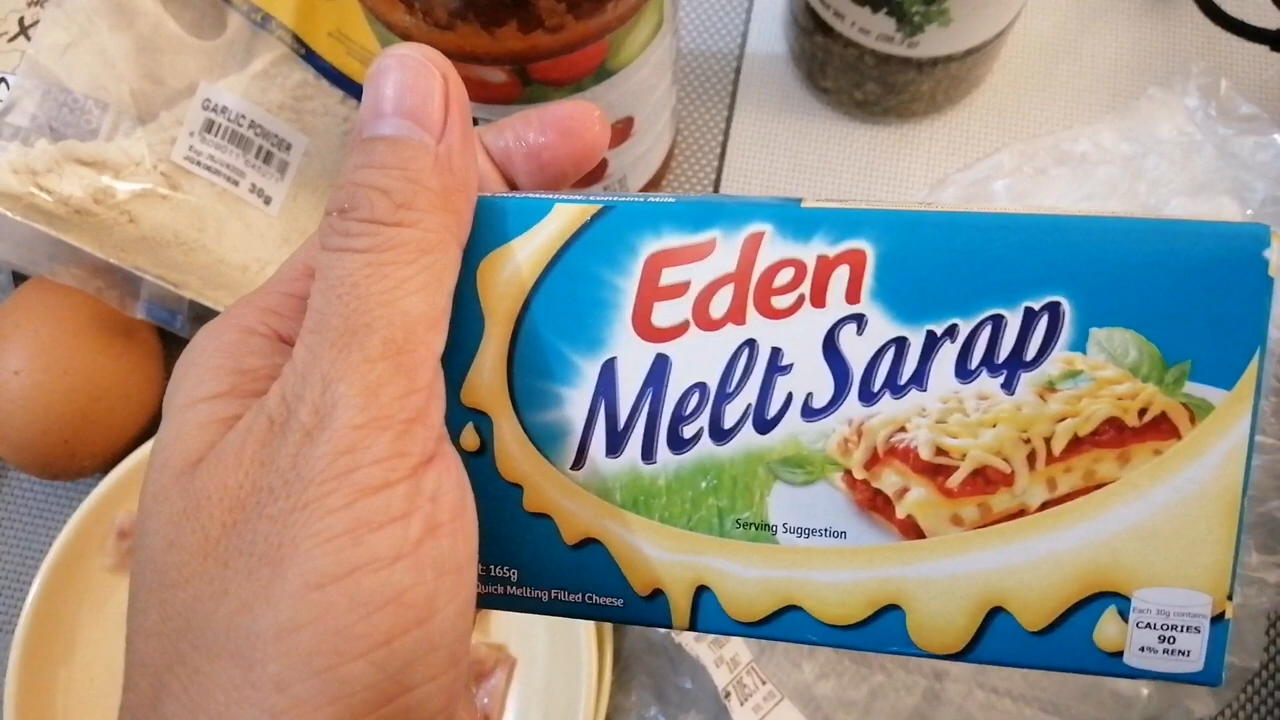 GARLIC POWDER
30g
INFORMATION: Contains Milk
Eden
Melt Sarap
Serving Suggestion
165g
Quick Melting Filled Cheese
Each 30g contains
CALORIES
90
4% RENI